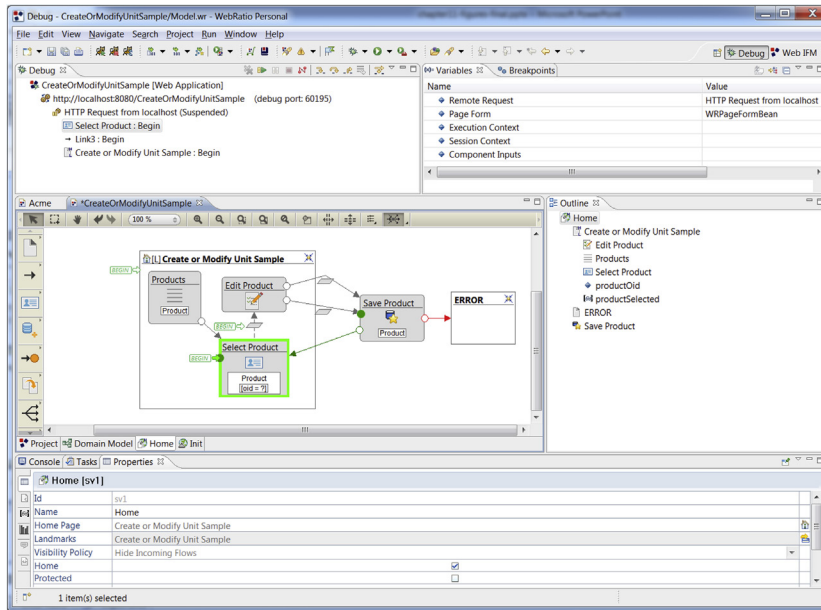 Debug - CreateOrModifyUnitSample/Model.wr - WebRatio Personal
File Edit View Navigate Search Project Run Window Help
Debug Web IFM
Debug
CreateOrModifyUnitSample [Web Application]
http://localhost:8080/CreateOrModifyUnitSample (debug port: 60195)
HTTP Request from localhost (Suspended)
Select Product : Begin
Link3 : Begin
Create or Modify Unit Sample : Begin
Variables Breakpoints
Name Value
Remote Request HTTP Request from localhost
Page Form WRPageFormBean
Execution Context
Session Context
Component Inputs
Acme *CreateOrModifyUnitSample
100 %
[L] Create or Modify Unit Sample
BEGIN
Products
Product
Edit Product
BEGIN
Save Product
Product
ERROR
BEGIN
Select Product
Product
[oid = ?]
Project Domain Model Home Init
Outline
Home
Create or Modify Unit Sample
Edit Product
Products
Select Product
productOid
productSelected
ERROR
Save Product
Console Tasks Properties
Home [sv1]
Id sv1
Name Home
Home Page Create or Modify Unit Sample
Landmarks Create or Modify Unit Sample
Visibility Policy Hide Incoming Flows
Home
Protected
1 item(s) selected